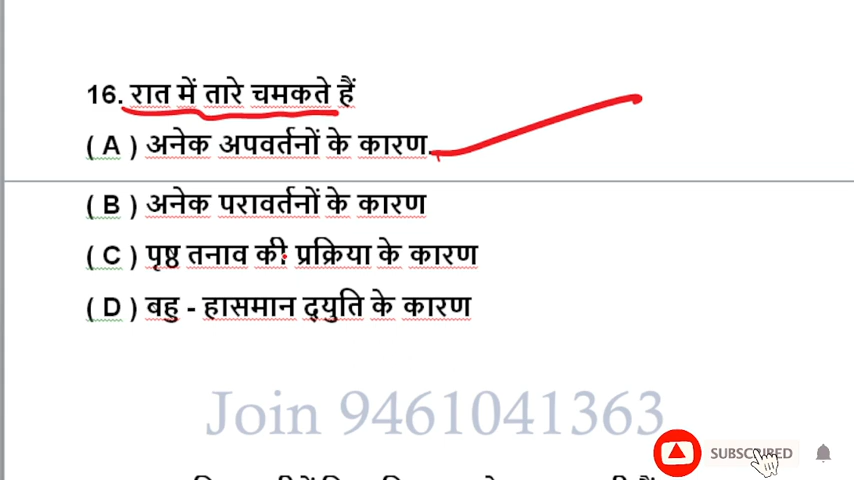 16. रात में तारे चमकते हैं
( A ) अनेक अपवर्तनों के कारण.
( B ) अनेक परावर्तनों के कारण
( C ) पृष्ठ तनाव की प्रक्रिया के कारण
( D ) वहु - हासमान द्युति के कारण
Join 9461041363
SUBSCRIBED